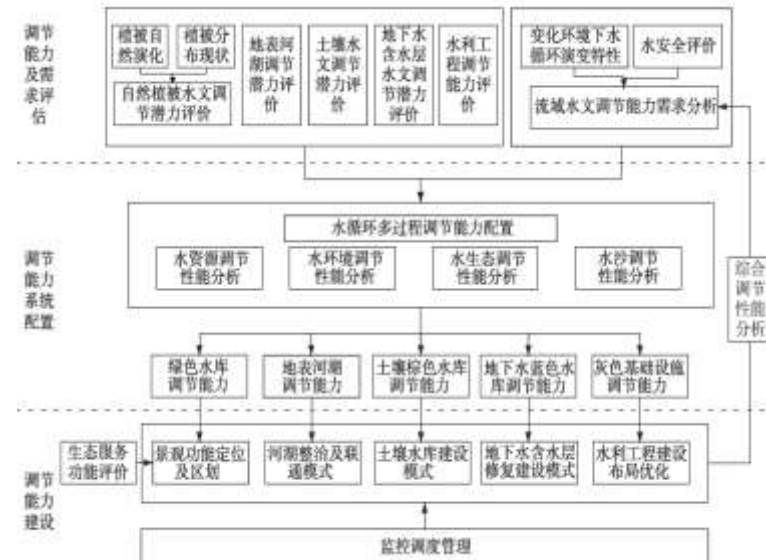 调节
能力
及需
求评
估
植被自
然演化
植被分
布现状
自然植被水文调
节潜力评价
地表河
湖调节
潜力评
价
土壤水
文调节
潜力评
价
地下水
含水层
水文调
节潜力
评价
水利工
程调节
能力评
价
变化环境下水
循环演变特性
水安全评价
流域水文调节能力需求分析
调节
能力
系统
配置
水循环多过程调节能力配置
水资源调节
性能分析
水环境调节
性能分析
水生态调节
性能分析
水沙调节
性能分析
综合
调节
性能
分析
绿色水库
调节能力
地表河湖
调节能力
土壤棕色水库
调节能力
地下水蓝色水
库调节能力
灰色基础设施
调节能力
调节
能力
建设
生态服务
功能评价
景观功能定位
及区划
河湖整治及联
通模式
土壤水库建设
模式
地下水含水层
修复建设模式
水利工程建设
布局优化
监控调度管理